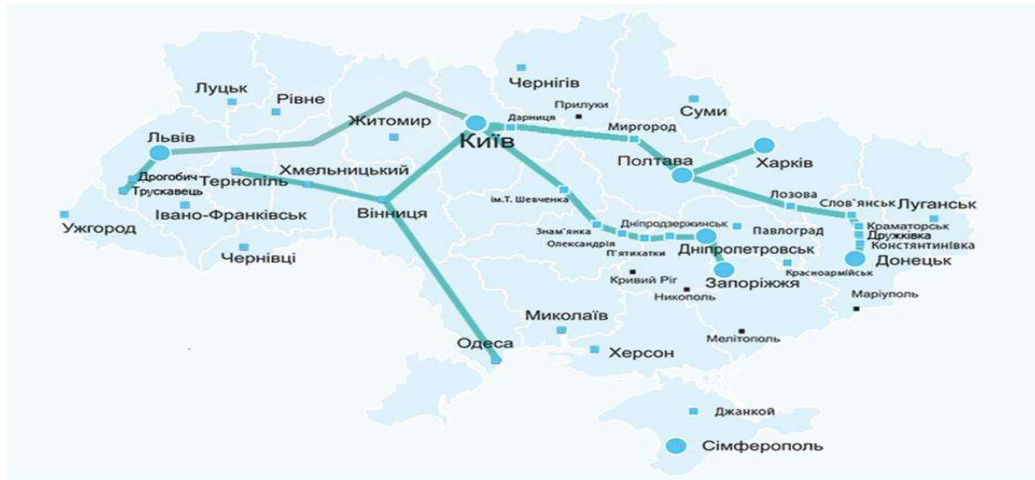 Чернігів
Луцьк
Рівне
Прилуки
Суми
Житомир
Дарниця
Миргород
Львів
Київ
Полтава
Харків
Дрогобич
Хмельницький
Тернопіль
Трускавець
ім.Т. Шевченка
Лозова
Слов`янськ
Луганськ
Івано-Франківськ
Вінниця
Ужгород
Знам`янка
Дніпродзержинськ
Павлоград
Краматорськ
Дружківка
Олександрія
Констянтинівка
П`ятихатки
Дніпропетровськ
Чернівці
Донецьк
Красноармійськ
Кривий Ріг
Запоріжжя
Никополь
Маріуполь
Миколаїв
Мелітополь
Одеса
Херсон
Джанкой
Сімферополь